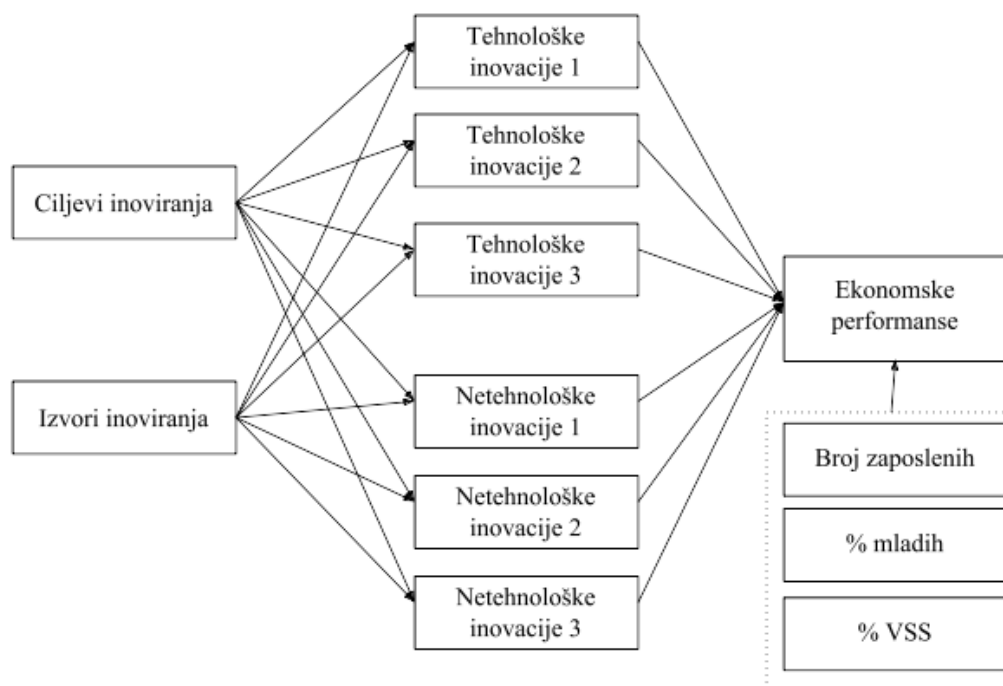 Tehnološke
inovacije 1
Tehnološke
inovacije 2
Ciljevi inoviranja
Tehnološke
inovacije 3
Ekonomske
performanse
Izvori inoviranja
Netehnološke
inovacije 1
Broj zaposlenih
Netehnološke
inovacije 2
% mladih
Netehnološke
inovacije 3
% VSS